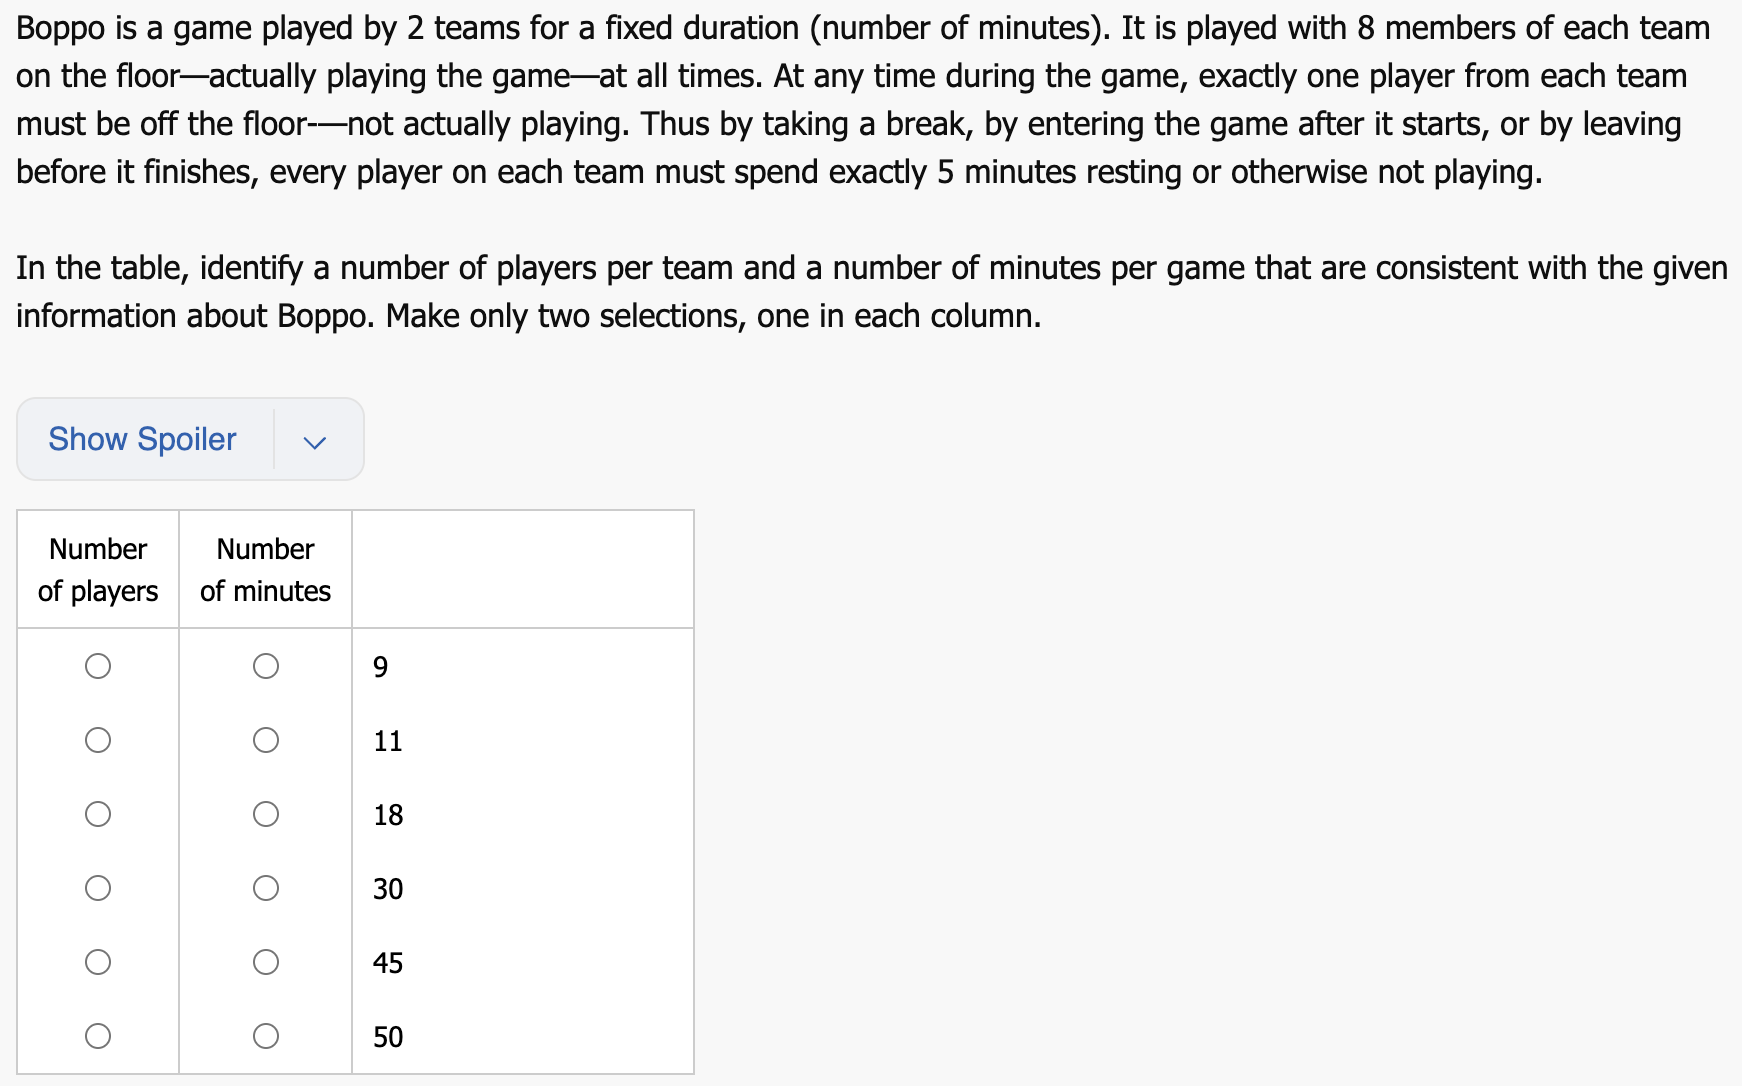 Boppo is a game played by 2 teams for a fixed duration (number of minutes). It is played with 8 members of each team
on the floor—actually playing the game—at all times. At any time during the game, exactly one player from each team
must be off the floor-—not actually playing. Thus by taking a break, by entering the game after it starts, or by leaving
before it finishes, every player on each team must spend exactly 5 minutes resting or otherwise not playing.
In the table, identify a number of players per team and a number of minutes per game that are consistent with the given
information about Boppo. Make only two selections, one in each column.
Show Spoiler
Number
of players
Number
of minutes
9
11
18
30
45
50